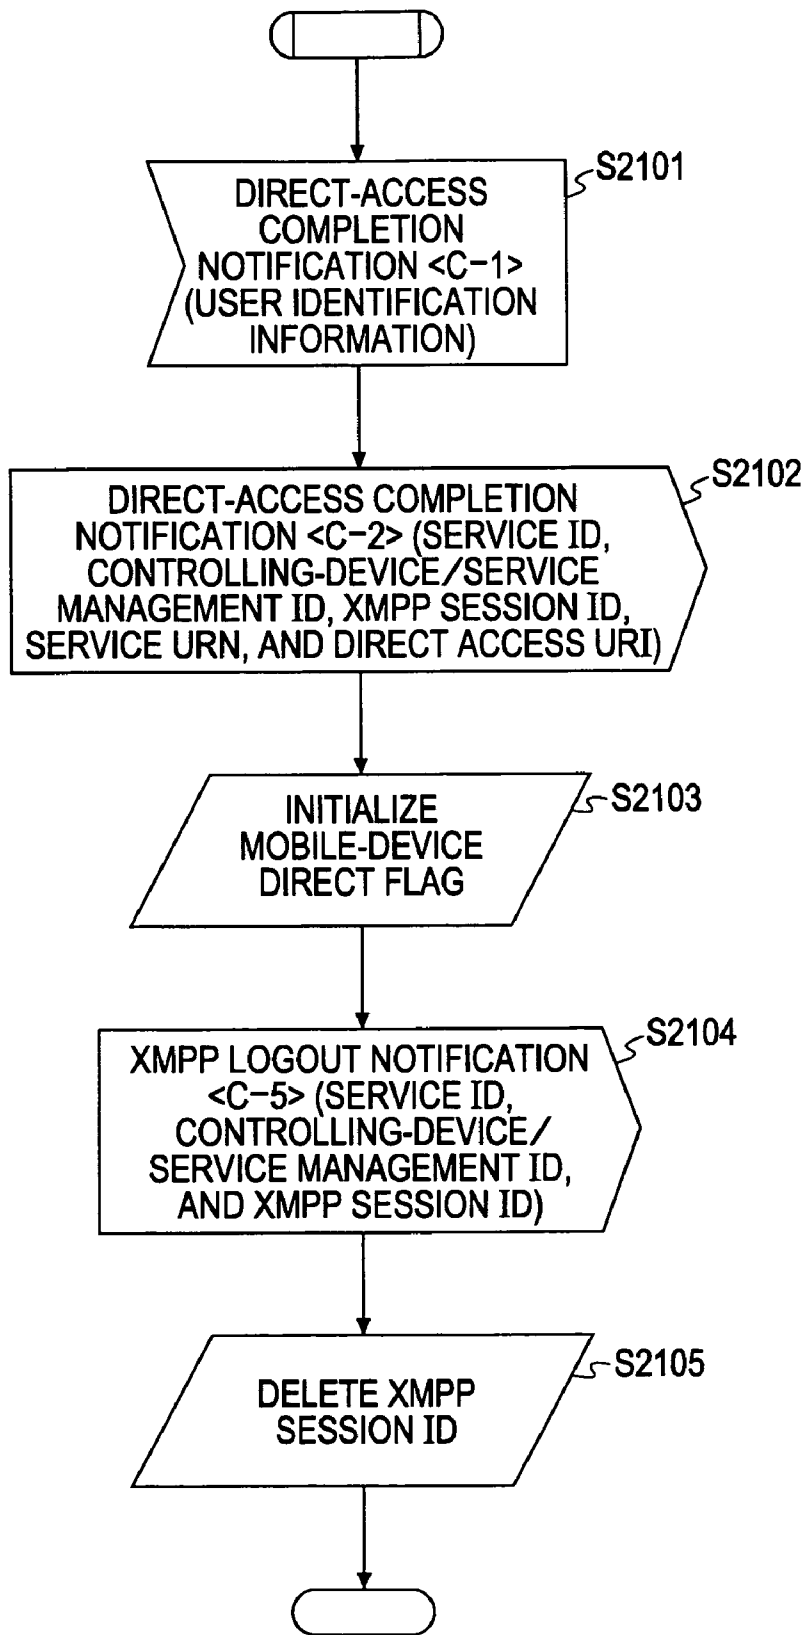 S2101
DIRECT-ACCESS
COMPLETION
NOTIFICATION <C-1>
(USER IDENTIFICATION
INFORMATION)
S2102
DIRECT-ACCESS COMPLETION
NOTIFICATION <C-2> (SERVICE ID,
CONTROLLING-DEVICE/SERVICE
MANAGEMENT ID, XMPP SESSION ID,
SERVICE URN, AND DIRECT ACCESS URI)
S2103
INITIALIZE
MOBILE-DEVICE
DIRECT FLAG
S2104
XMPP LOGOUT NOTIFICATION
<C-5> (SERVICE ID,
CONTROLLING-DEVICE/
SERVICE MANAGEMENT ID,
AND XMPP SESSION ID)
S2105
DELETE XMPP
SESSION ID